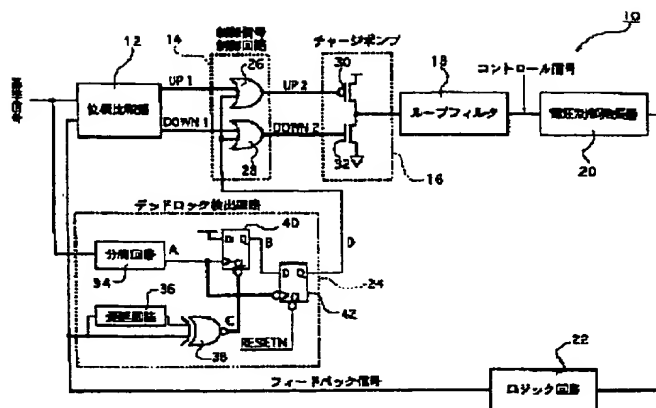 10
12
14
制御信号
制御回路
チャージポンプ
26
30
18
コントロール信号
位相比較器
UP 1
UP 2
ループフィルタ
電圧制御発振器
DOWN 1
DOWN 2
28
32
16
20
デッドロック検出回路
40
D
分周回路
A
B
D Q
34
D Q
24
36
42
遅延回路
C
38
RESETN
22
フィードバック信号
ロジック回路